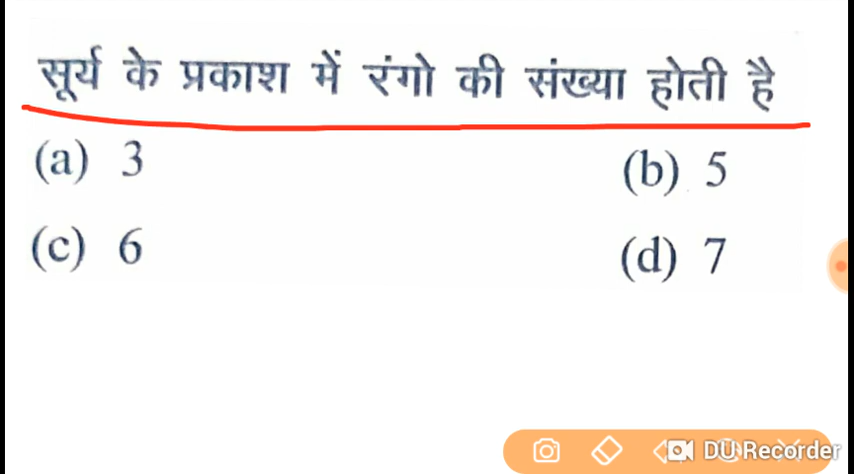 सूर्य के प्रकाश में रंगो की संख्या होती है
(a) 3 (b) 5
(c) 6 (d) 7
DU Recorder